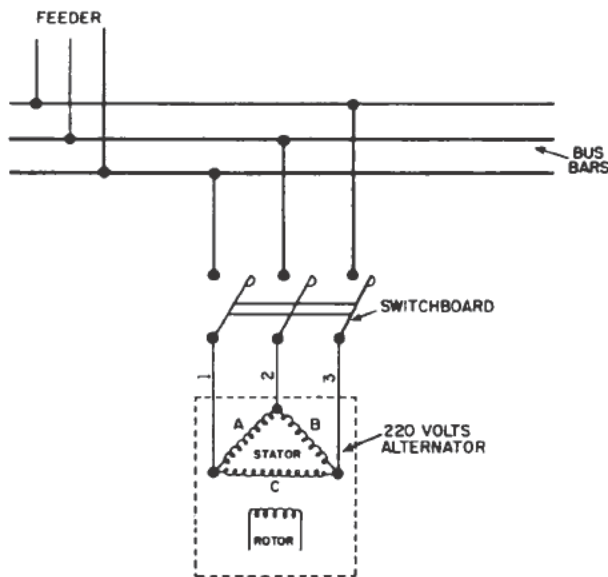 FEEDER
BUS
BARS
SWITCHBOARD
1
2
3
220 VOLTS
ALTERNATOR
A
B
STATOR
C
ROTOR